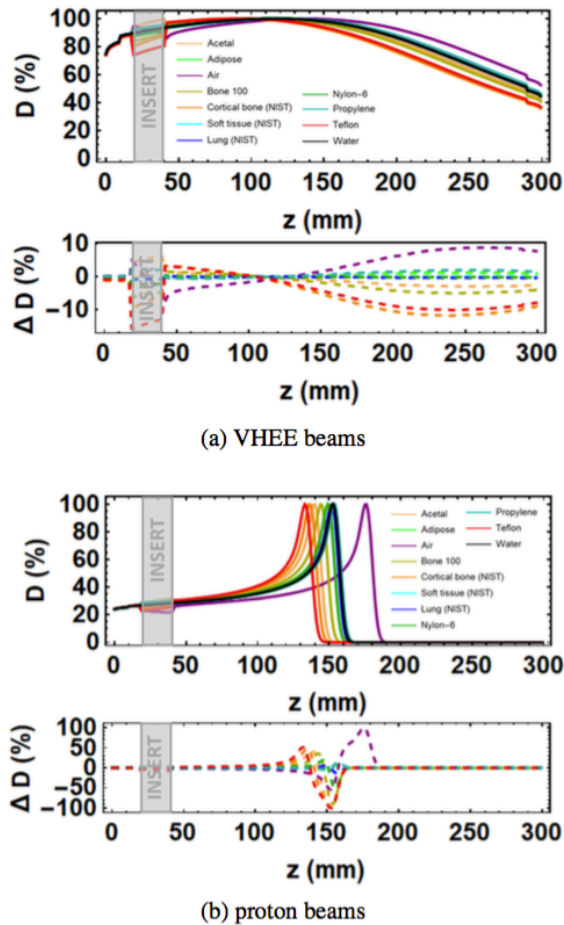 D (%)
100
80
60
40
20
0
INSERT
Acetal
Adipose
Air
Bone 100
Cortical bone (NIST)
Soft tissue (NIST)
Lung (NIST)
Nylon-6
Propylene
Teflon
Water
0 50 100 150 200 250 300
z (mm)
Δ D (%)
10
0
-10
INSERT
0 50 100 150 200 250 300
z (mm)
(a) VHEE beams
D (%)
100
80
60
40
20
0
INSERT
Acetal
Adipose
Air
Bone 100
Cortical bone (NIST)
Soft tissue (NIST)
Lung (NIST)
Nylon-6
Propylene
Teflon
Water
0 50 100 150 200 250 300
z (mm)
Δ D (%)
100
50
0
-50
-100
INSERT
0 50 100 150 200 250 300
z (mm)
(b) proton beams